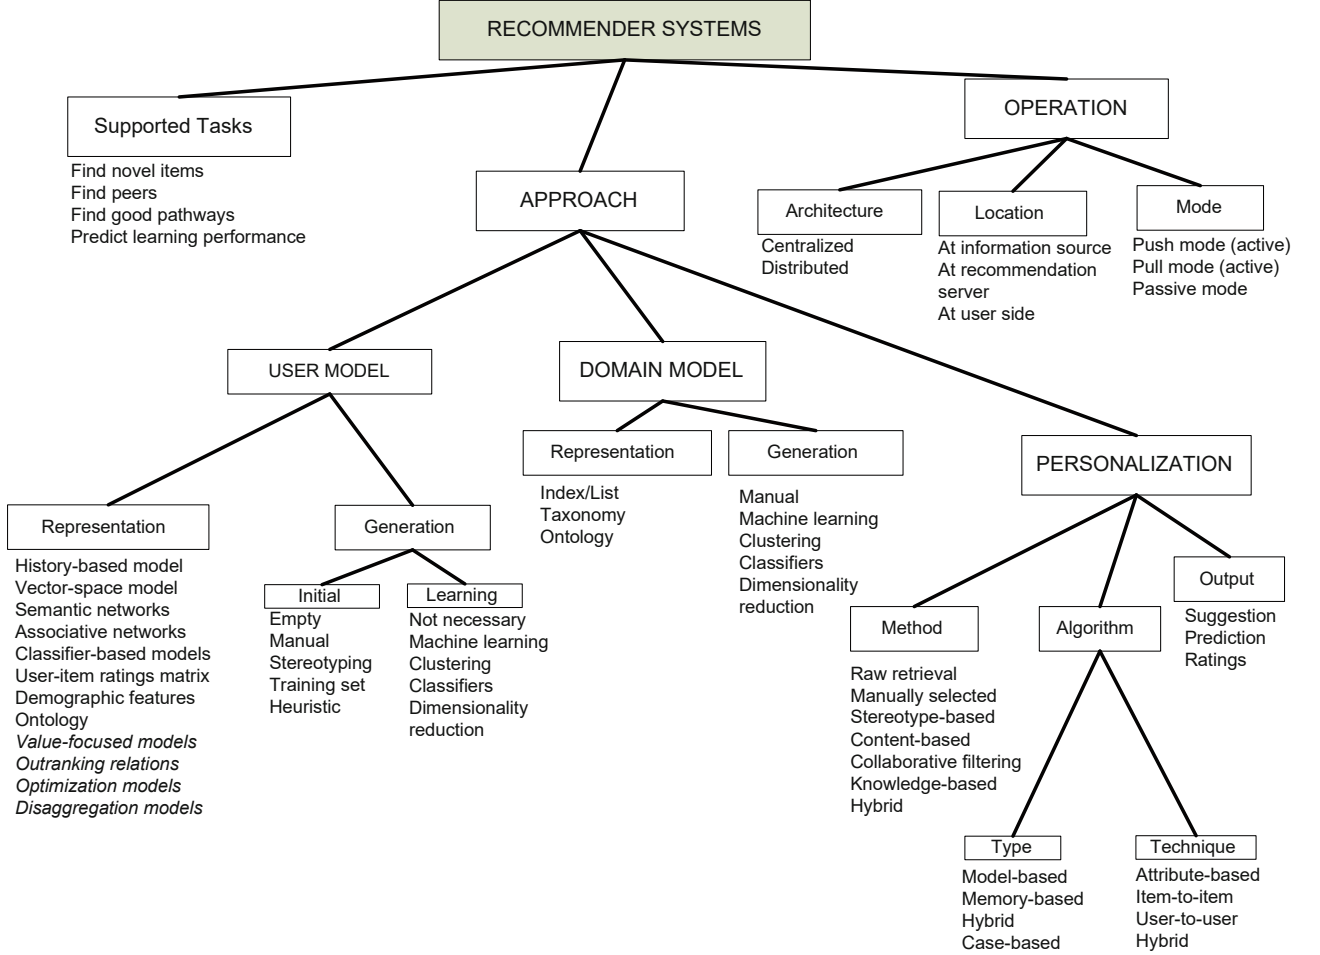 RECOMMENDER SYSTEMS
Supported Tasks
Find novel items
Find peers
Find good pathways
Predict learning performance
APPROACH
OPERATION
Architecture
Centralized
Distributed
Location
At information source
At recommendation
server
At user side
Mode
Push mode (active)
Pull mode (active)
Passive mode
USER MODEL
Representation
History-based model
Vector-space model
Semantic networks
Associative networks
Classifier-based models
User-item ratings matrix
Demographic features
Ontology
Value-focused models
Outranking relations
Optimization models
Disaggregation models
Generation
Initial
Empty
Manual
Stereotyping
Training set
Heuristic
Learning
Not necessary
Machine learning
Clustering
Classifiers
Dimensionality
reduction
DOMAIN MODEL
Representation
Index/List
Taxonomy
Ontology
Generation
Manual
Machine learning
Clustering
Classifiers
Dimensionality
reduction
PERSONALIZATION
Method
Raw retrieval
Manually selected
Stereotype-based
Content-based
Collaborative filtering
Knowledge-based
Hybrid
Algorithm
Type
Model-based
Memory-based
Hybrid
Case-based
Technique
Attribute-based
Item-to-item
User-to-user
Hybrid
Output
Suggestion
Prediction
Ratings